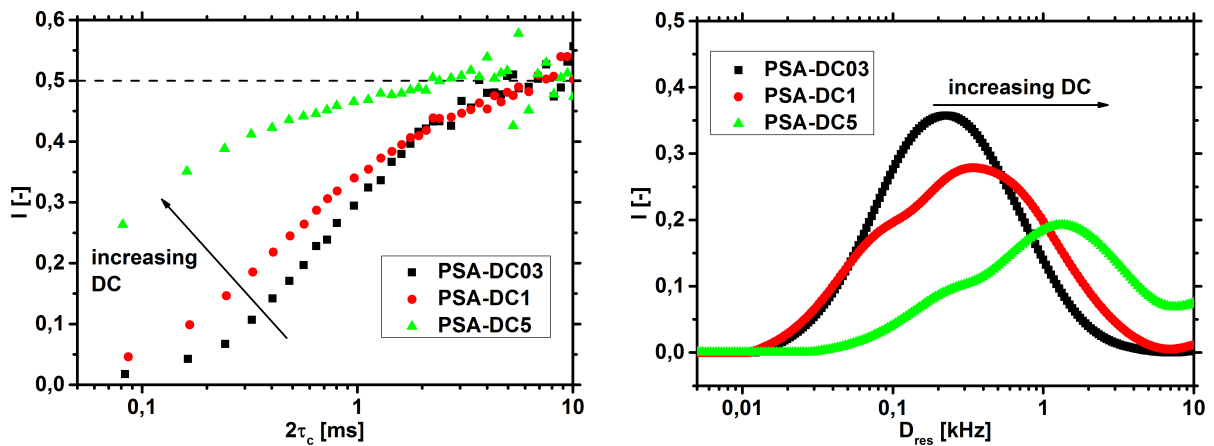 0,6
0,5
0,4
0,3
0,2
0,1
0,0
I [-]
increasing
DC
PSA-DC03
PSA-DC1
PSA-DC5
0,1
1
10
2τc [ms]
0,5
0,4
0,3
0,2
0,1
0,0
I [-]
PSA-DC03
PSA-DC1
PSA-DC5
increasing DC
0,01
0,1
1
10
Dres [kHz]